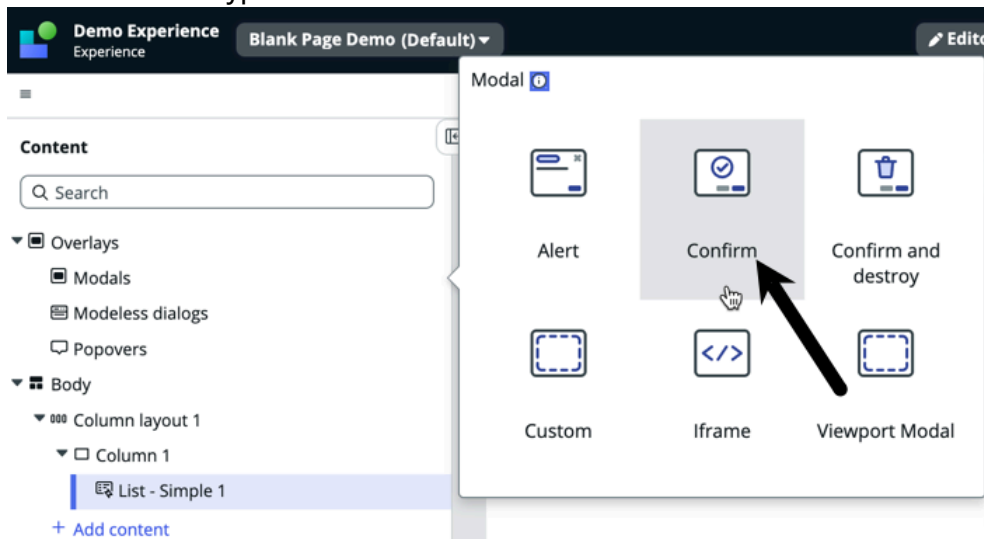 Demo Experience
Experience
Blank Page Demo (Default)
Modal
Content
Search
Overlays
Modals
Modeless dialogs
Popovers
Body
Column layout 1
Column 1
List - Simple 1
+ Add content
Alert
Confirm
Confirm and
destroy
Custom
Iframe
Viewport Modal